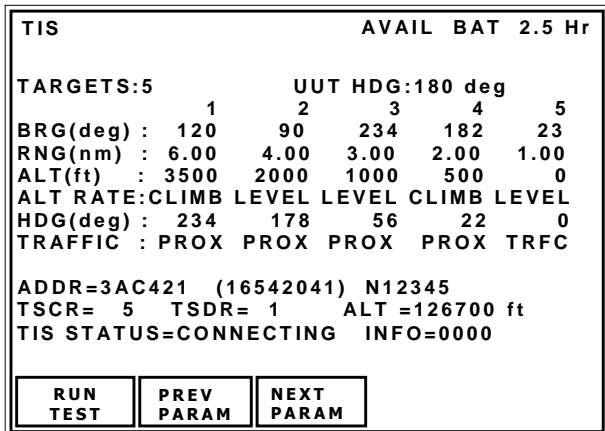 TIS AVAIL BAT 2.5 Hr
TARGETS:5 UUT HDG:180 deg
1 2 3 4 5
BRG(deg) : 120 90 234 182 23
RNG(nm) : 6.00 4.00 3.00 2.00 1.00
ALT(ft) : 3500 2000 1000 500 0
ALT RATE:CLIMB LEVEL LEVEL CLIMB LEVEL
HDG(deg) : 234 178 56 22 0
TRAFFIC : PROX PROX PROX PROX TRFC
ADDR=3AC421 (16542041) N12345
TSCR= 5 TSDR= 1 ALT =126700 ft
TIS STATUS=CONNECTING INFO=0000
RUN TEST
PREV PARAM
NEXT PARAM